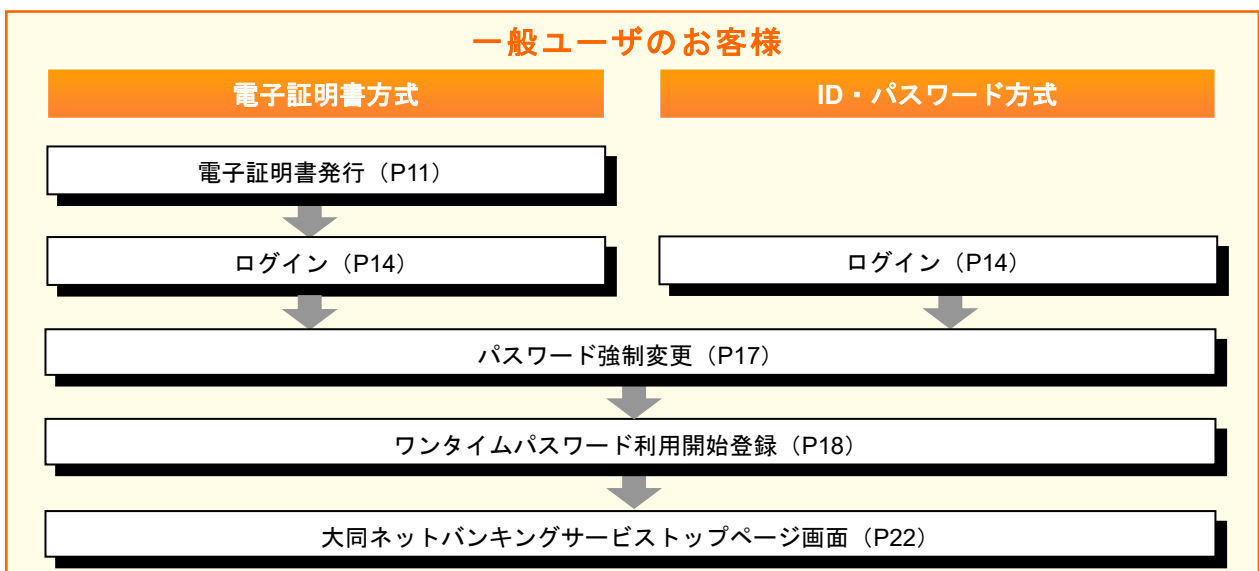 一般ユーザのお客様
電子証明書方式
ID・パスワード方式
電子証明書発行（P11）
ログイン（P14）
ログイン（P14）
パスワード強制変更（P17）
ワンタイムパスワード利用開始登録（P18）
大同ネットバンキングサービストップページ画面（P22）